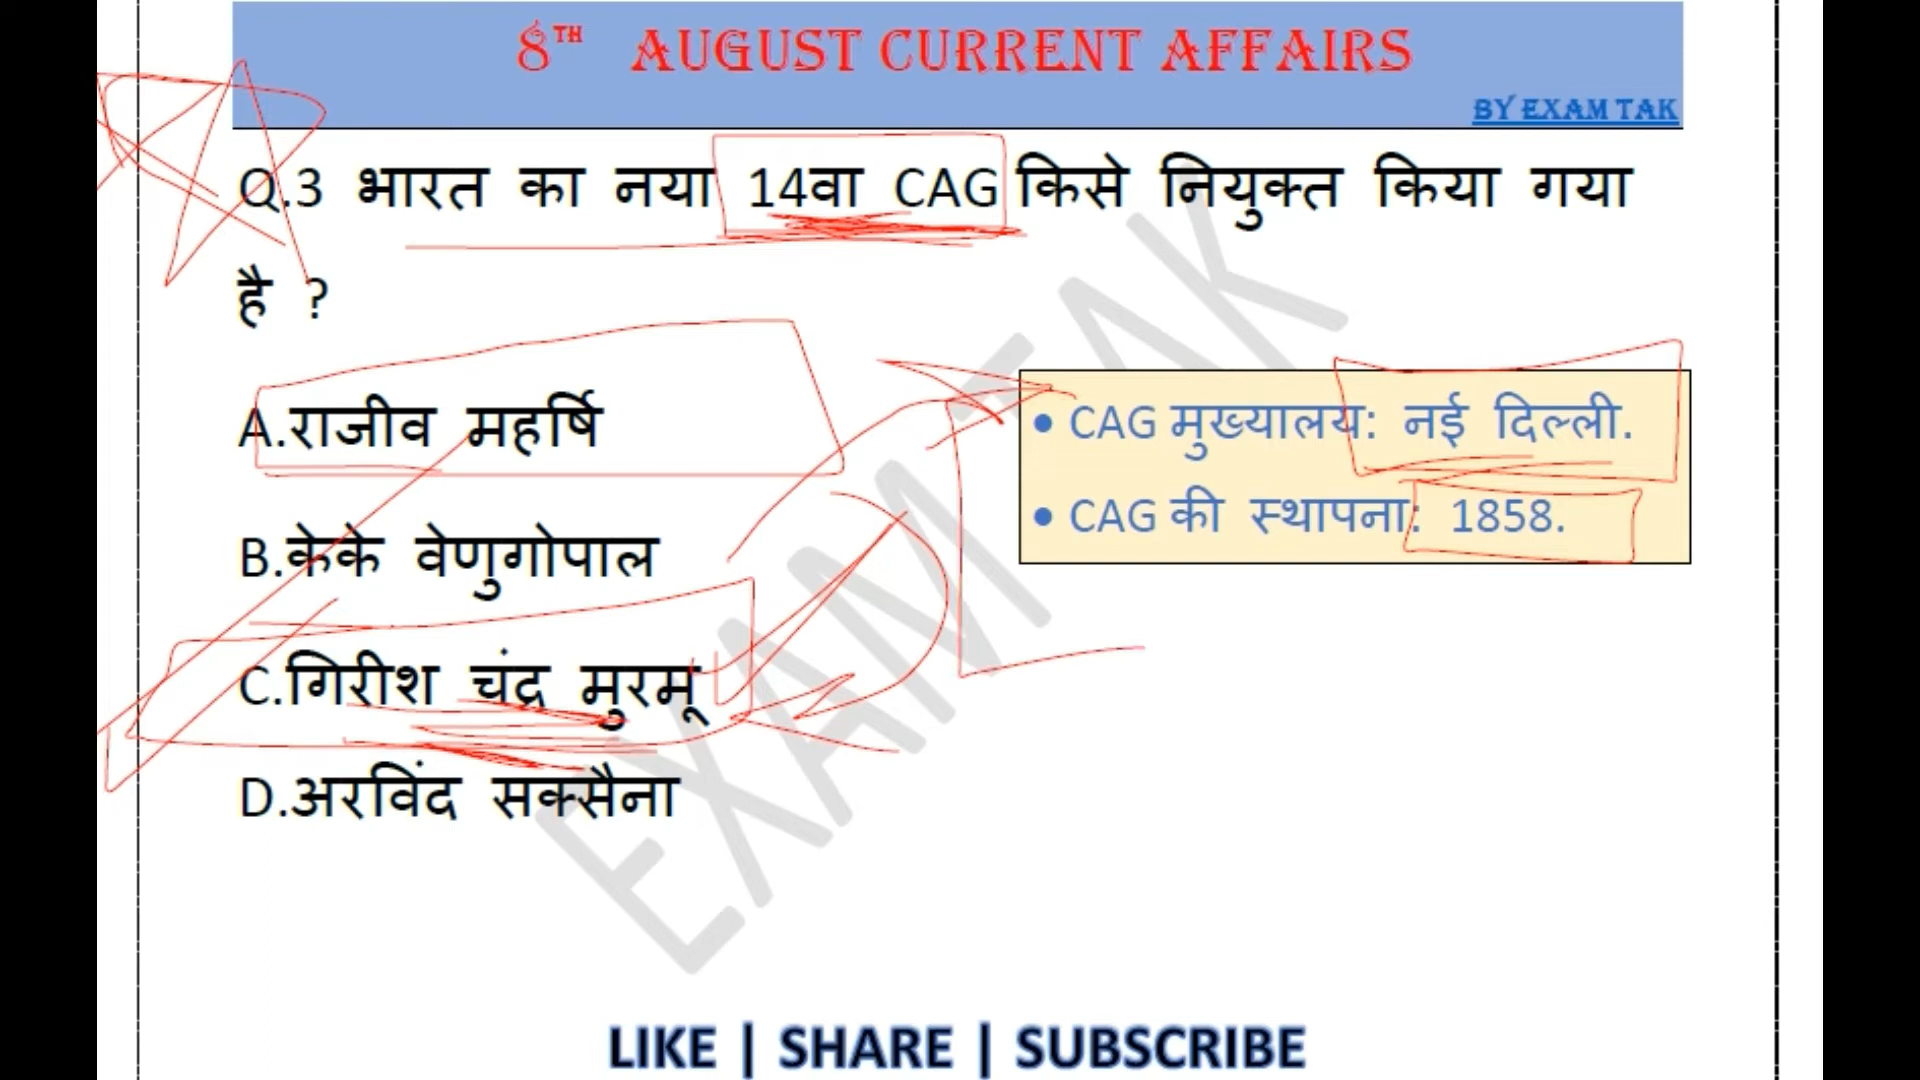 8TH AUGUST CURRENT AFFAIRS
BY EXAM TAK
Q.3 भारत का नया 14वा CAG किसे नियुक्त किया गया
है ?
A.राजीव महर्षि
B.केके वेणुगोपाल
C.गिरीश चंद्र मुरमू
D.अरविंद सक्सैना
• CAG मुख्यालय: नई दिल्ली.
• CAG की स्थापना: 1858.
EXAM TAK
LIKE | SHARE | SUBSCRIBE